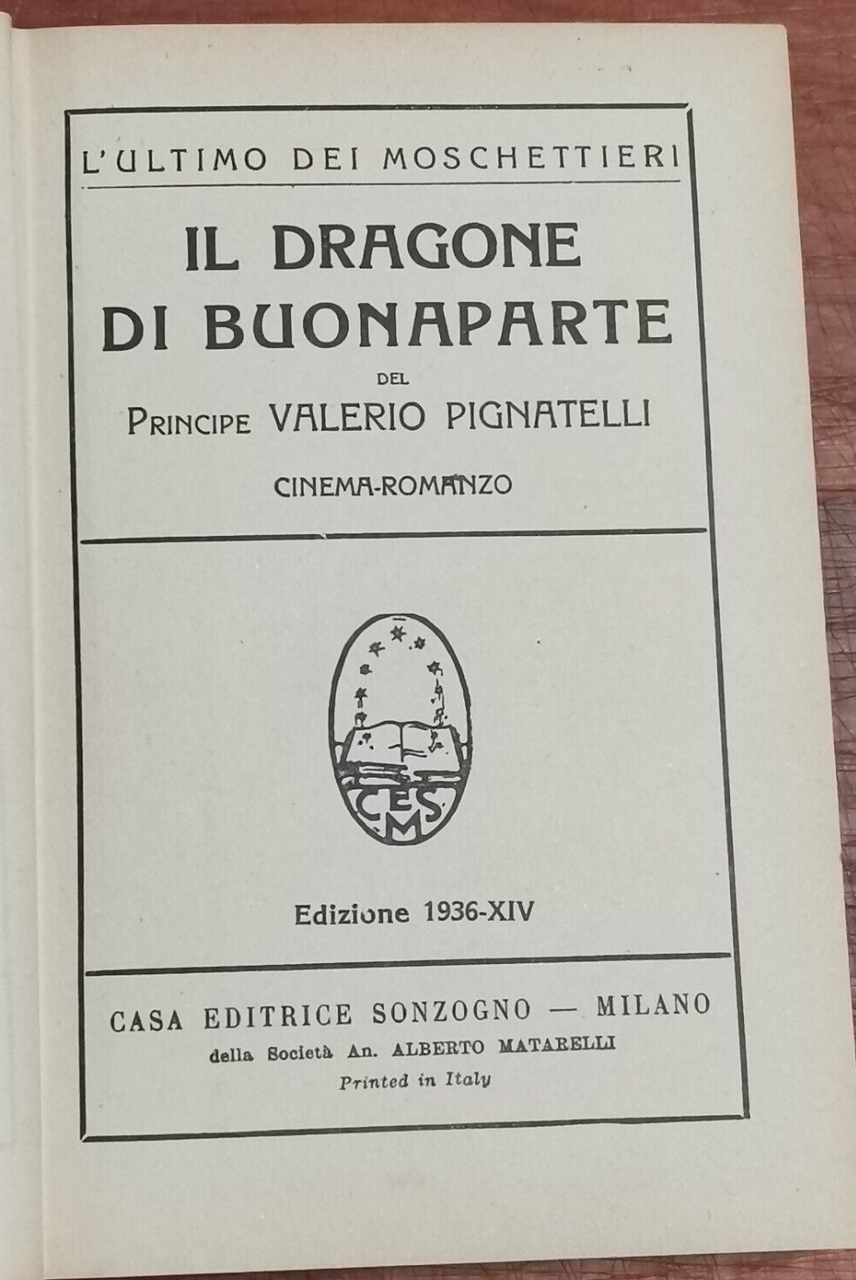 L'ULTIMO DEI MOSCHETTIERI
IL DRAGONE
DI BUONAPARTE
DEL
PRINCIPE VALERIO PIGNATELLI
CINEMA-ROMANZO
CESM
Edizione 1936-XIV
CASA EDITRICE SONZOGNO — MILANO
della Società An. ALBERTO MATARELLI
Printed in Italy